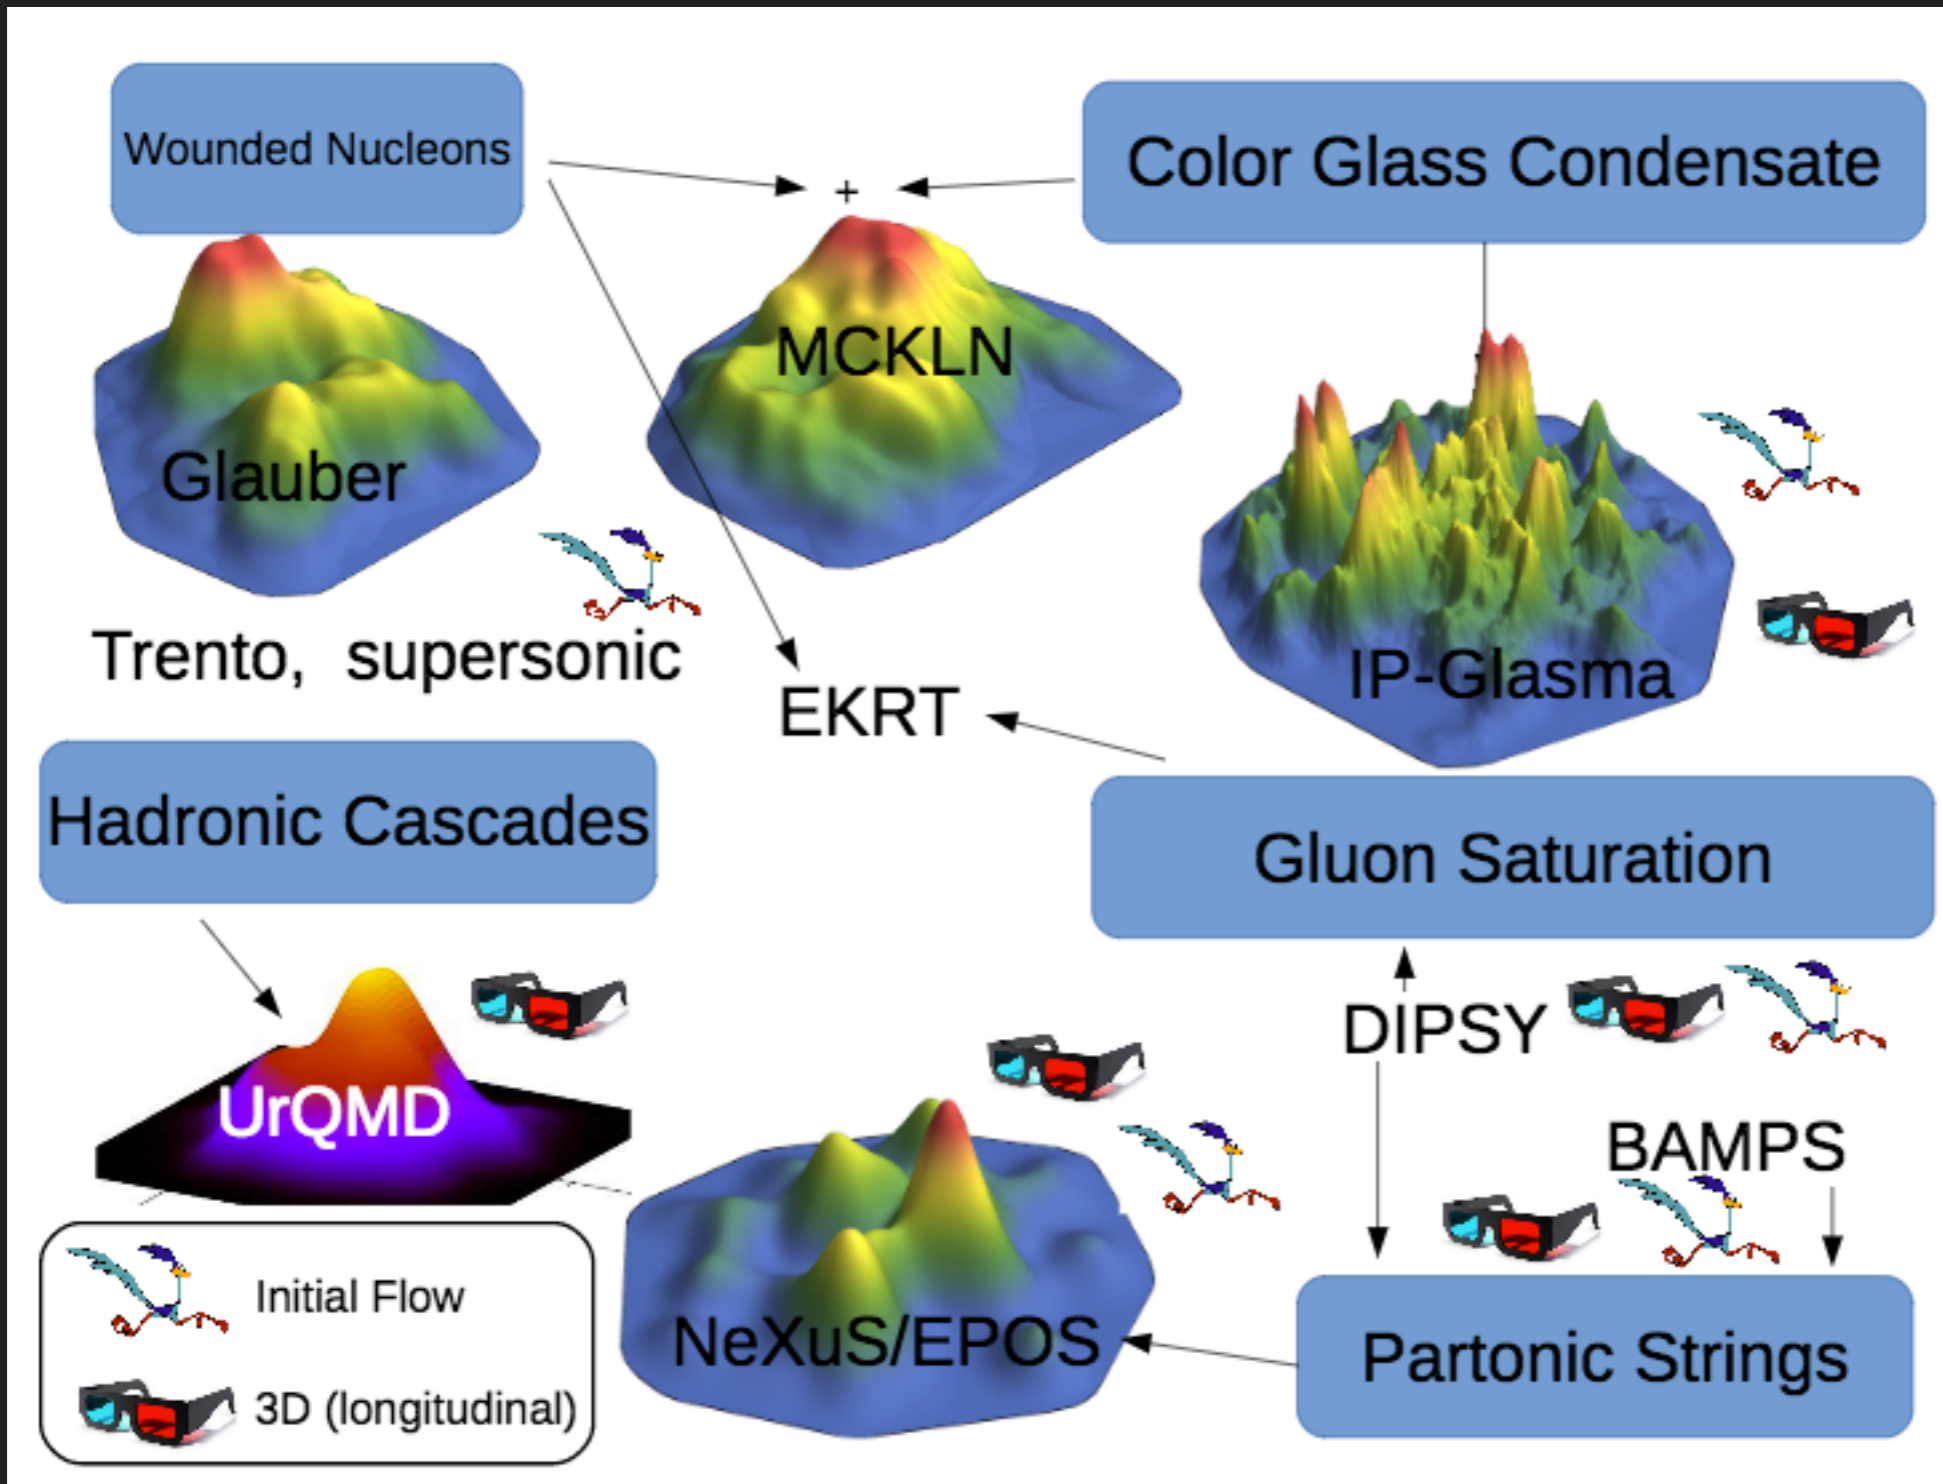 Wounded Nucleons
Color Glass Condensate
+
MCKLN
Glauber
IP-Glasma
Trento, supersonic
EKRT
Hadronic Cascades
Gluon Saturation
DIPSY
UrQMD
BAMPS
NeXuS/EPOS
Partonic Strings
Initial Flow
3D (longitudinal)